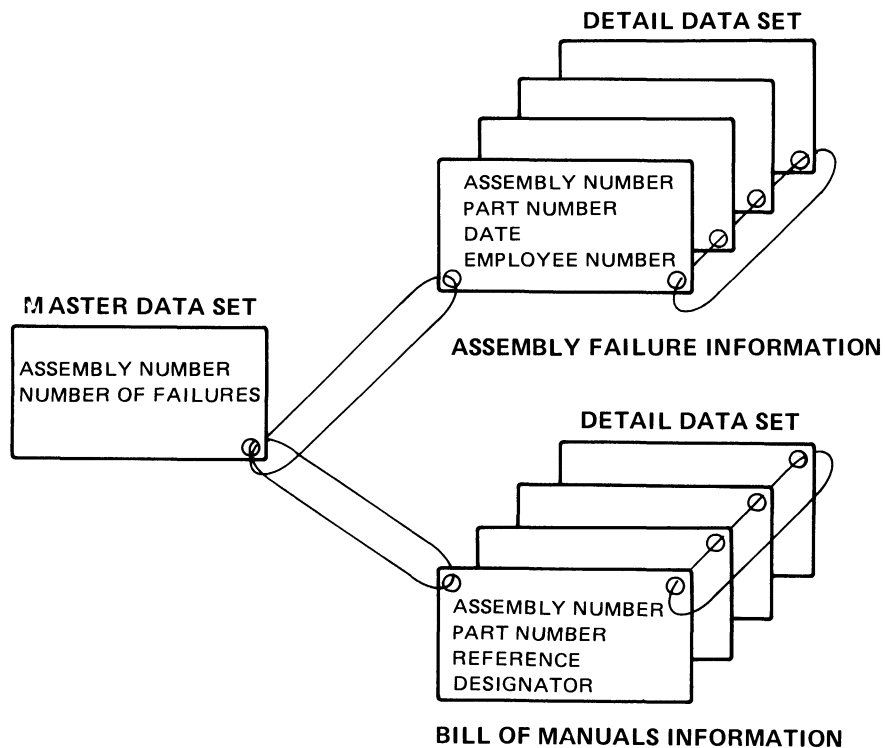 DETAIL DATA SET
ASSEMBLY NUMBER
PART NUMBER
DATE
EMPLOYEE NUMBER
ASSEMBLY FAILURE INFORMATION
MASTER DATA SET
ASSEMBLY NUMBER
NUMBER OF FAILURES
DETAIL DATA SET
ASSEMBLY NUMBER
PART NUMBER
REFERENCE
DESIGNATOR
BILL OF MANUALS INFORMATION